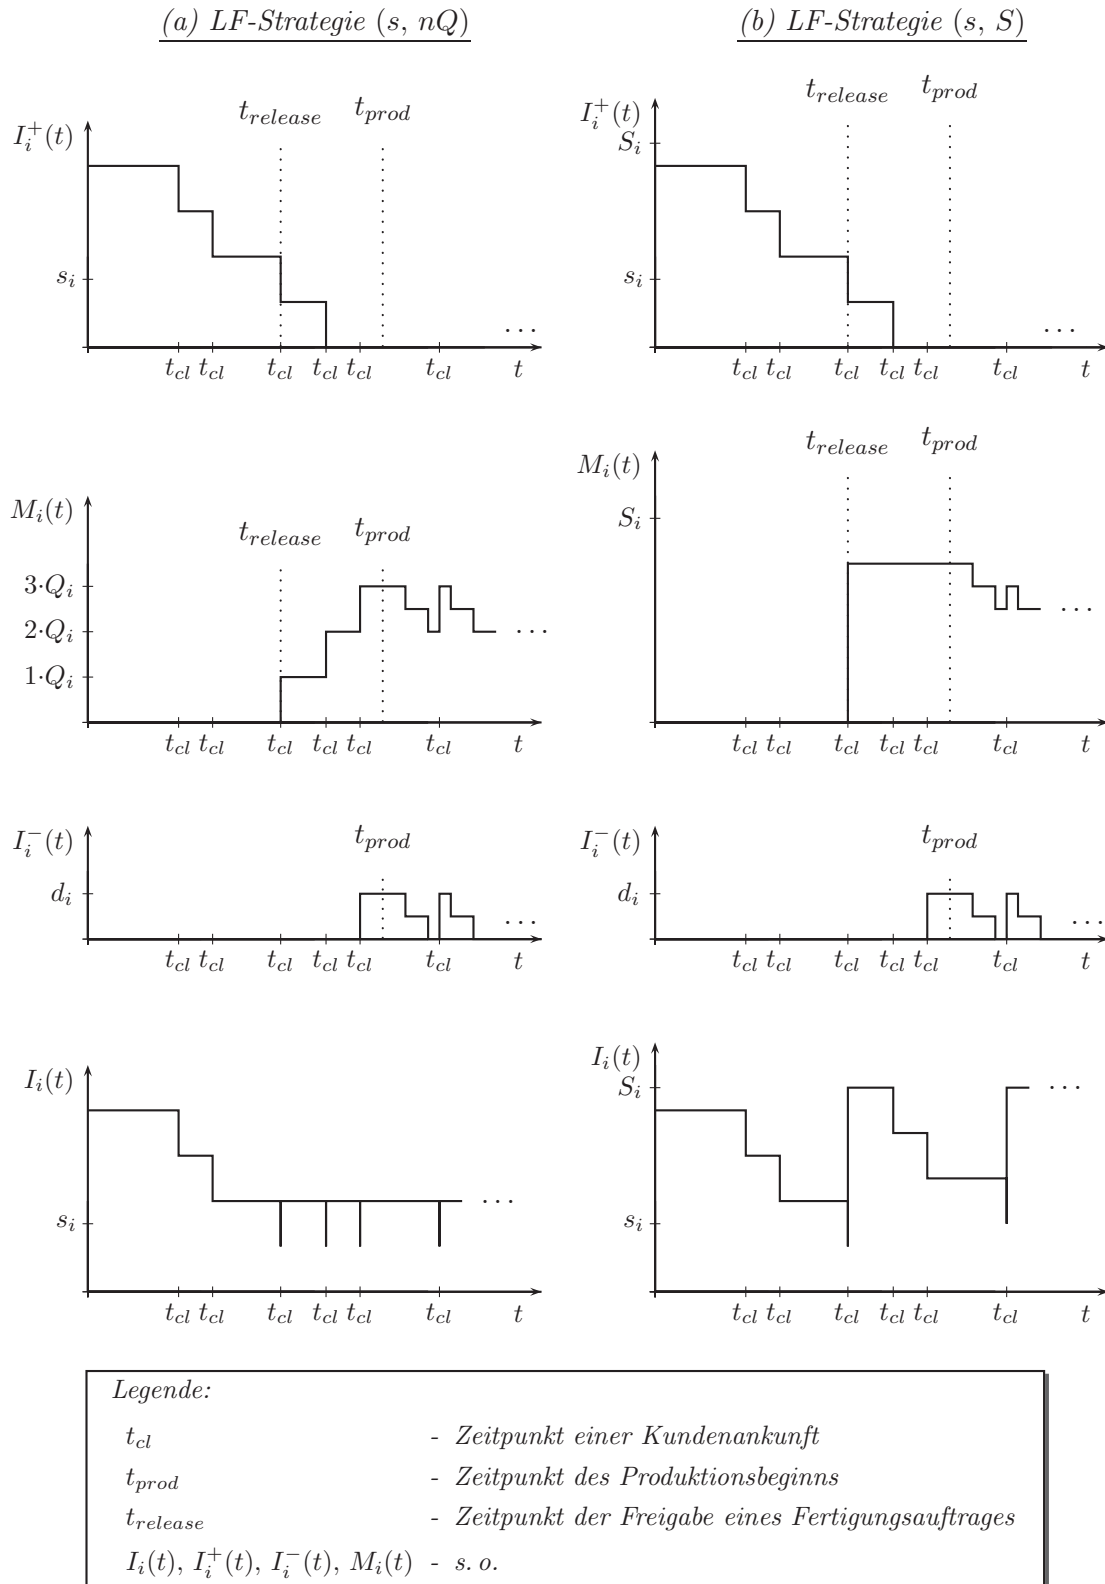 (a) LF-Strategie (s, nQ)
I_i^+(t)
t_release
t_prod
s_i
t_cl t_cl t_cl t_cl t_cl t_cl t
. . .
M_i(t)
t_release
t_prod
3·Q_i
2·Q_i
1·Q_i
. . .
t_cl t_cl t_cl t_cl t_cl t_cl t
I_i^-(t)
t_prod
d_i
. . .
t_cl t_cl t_cl t_cl t_cl t_cl t
I_i(t)
s_i
. . .
t_cl t_cl t_cl t_cl t_cl t_cl t
(b) LF-Strategie (s, S)
I_i^+(t)
S_i
t_release
t_prod
s_i
. . .
t_cl t_cl t_cl t_cl t_cl t_cl t
M_i(t)
t_release
t_prod
S_i
. . .
t_cl t_cl t_cl t_cl t_cl t_cl t
I_i^-(t)
t_prod
d_i
. . .
t_cl t_cl t_cl t_cl t_cl t_cl t
I_i(t)
S_i
. . .
s_i
t_cl t_cl t_cl t_cl t_cl t_cl t
Legende:
t_cl - Zeitpunkt einer Kundenankunft
t_prod - Zeitpunkt des Produktionsbeginns
t_release - Zeitpunkt der Freigabe eines Fertigungsauftrages
I_i(t), I_i^+(t), I_i^-(t), M_i(t) - s. o.